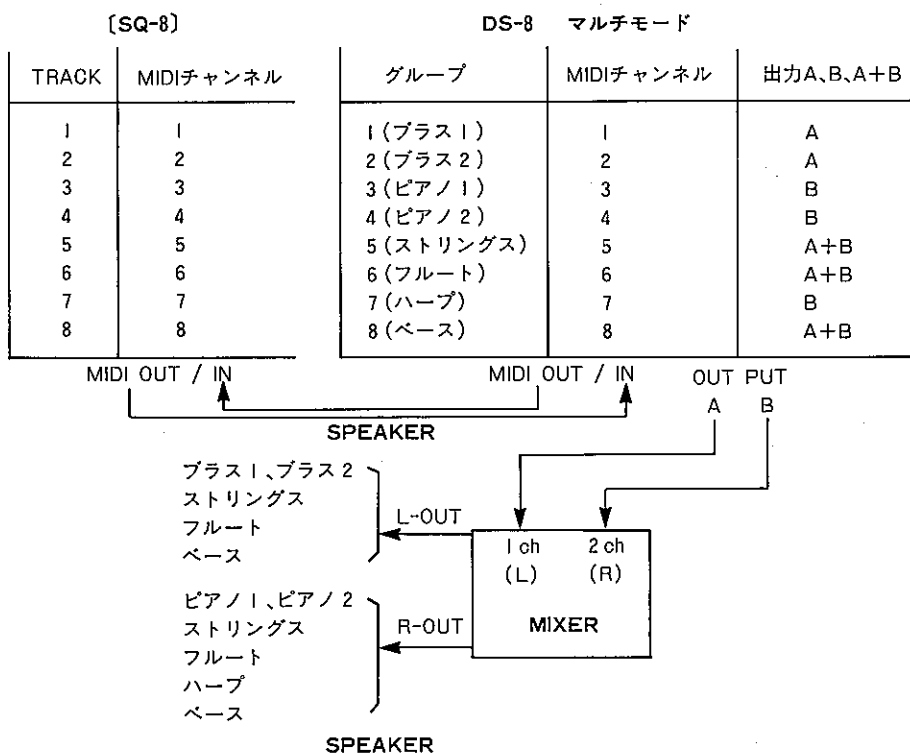 〔SQ-8〕 DS-8 マルチモード
TRACK MIDIチャンネル グループ MIDIチャンネル 出力A、B、A+B
1 1 1(ブラス1) 1 A
2 2 2(ブラス2) 2 A
3 3 3(ピアノ1) 3 B
4 4 4(ピアノ2) 4 B
5 5 5(ストリングス) 5 A+B
6 6 6(フルート) 6 A+B
7 7 7(ハープ) 7 B
8 8 8(ベース) 8 A+B
MIDI OUT / IN MIDI OUT / IN OUT PUT
A B
SPEAKER
ブラス1、ブラス2
ストリングス
フルート
ベース
L-OUT
1 ch 2 ch
(L) (R)
MIXER
ピアノ1、ピアノ2
ストリングス
フルート
ハープ
ベース
R-OUT
SPEAKER